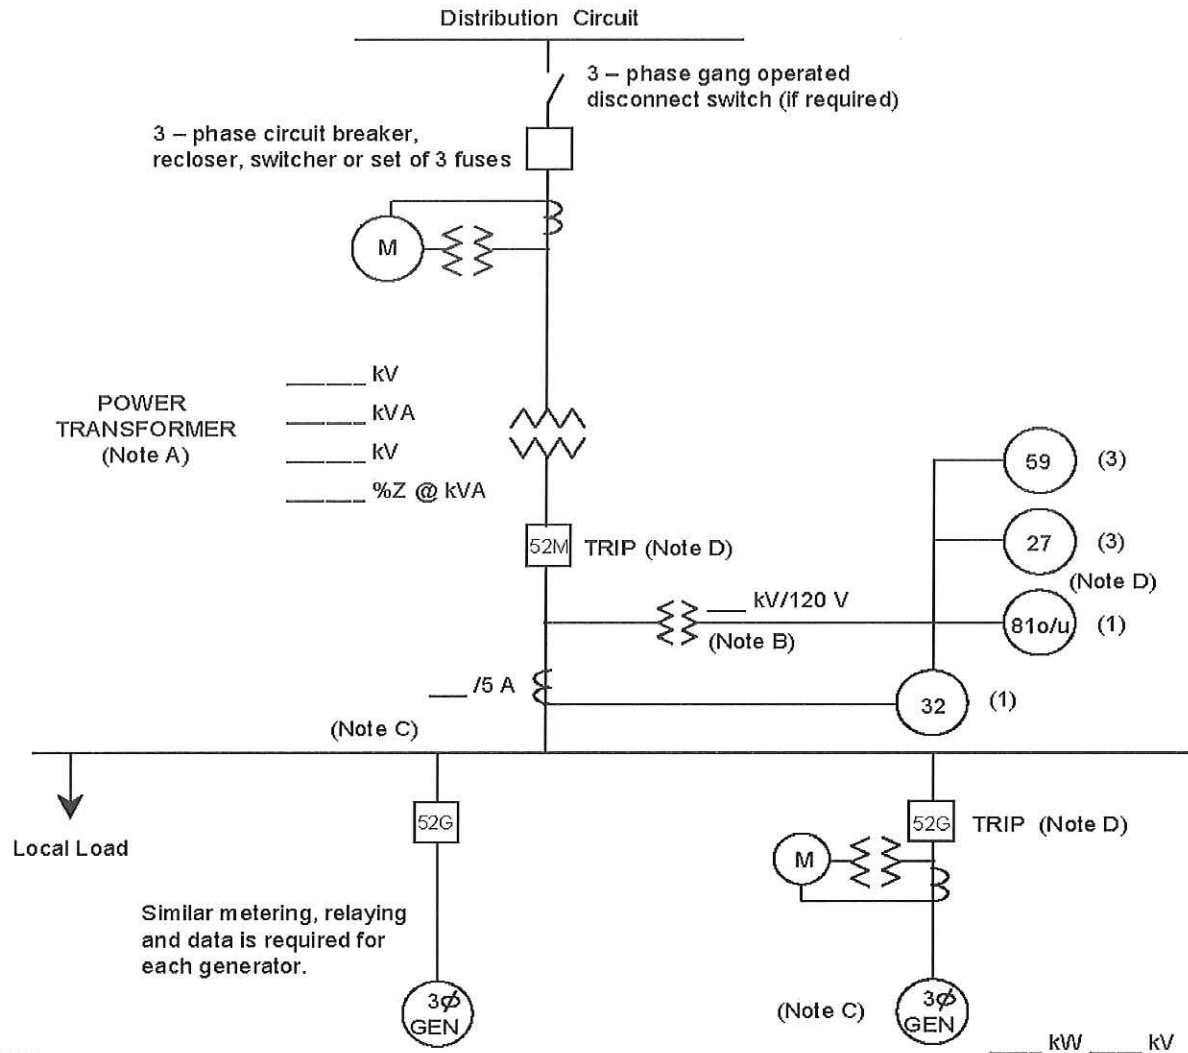 Distribution Circuit
3 – phase gang operated
disconnect switch (if required)
3 – phase circuit breaker,
recloser, switcher or set of 3 fuses
M
POWER
TRANSFORMER
(Note A)
______ kV
______ kVA
______ kV
______ %Z @ kVA
59 (3)
27 (3)
(Note D)
81o/u (1)
32 (1)
52M TRIP (Note D)
___ kV/120 V
(Note B)
___ /5 A
(Note C)
Local Load
52G
52G TRIP (Note D)
M
Similar metering, relaying
and data is required for
each generator.
3φ
GEN
(Note C)
3φ
GEN
____ kW ____ kV